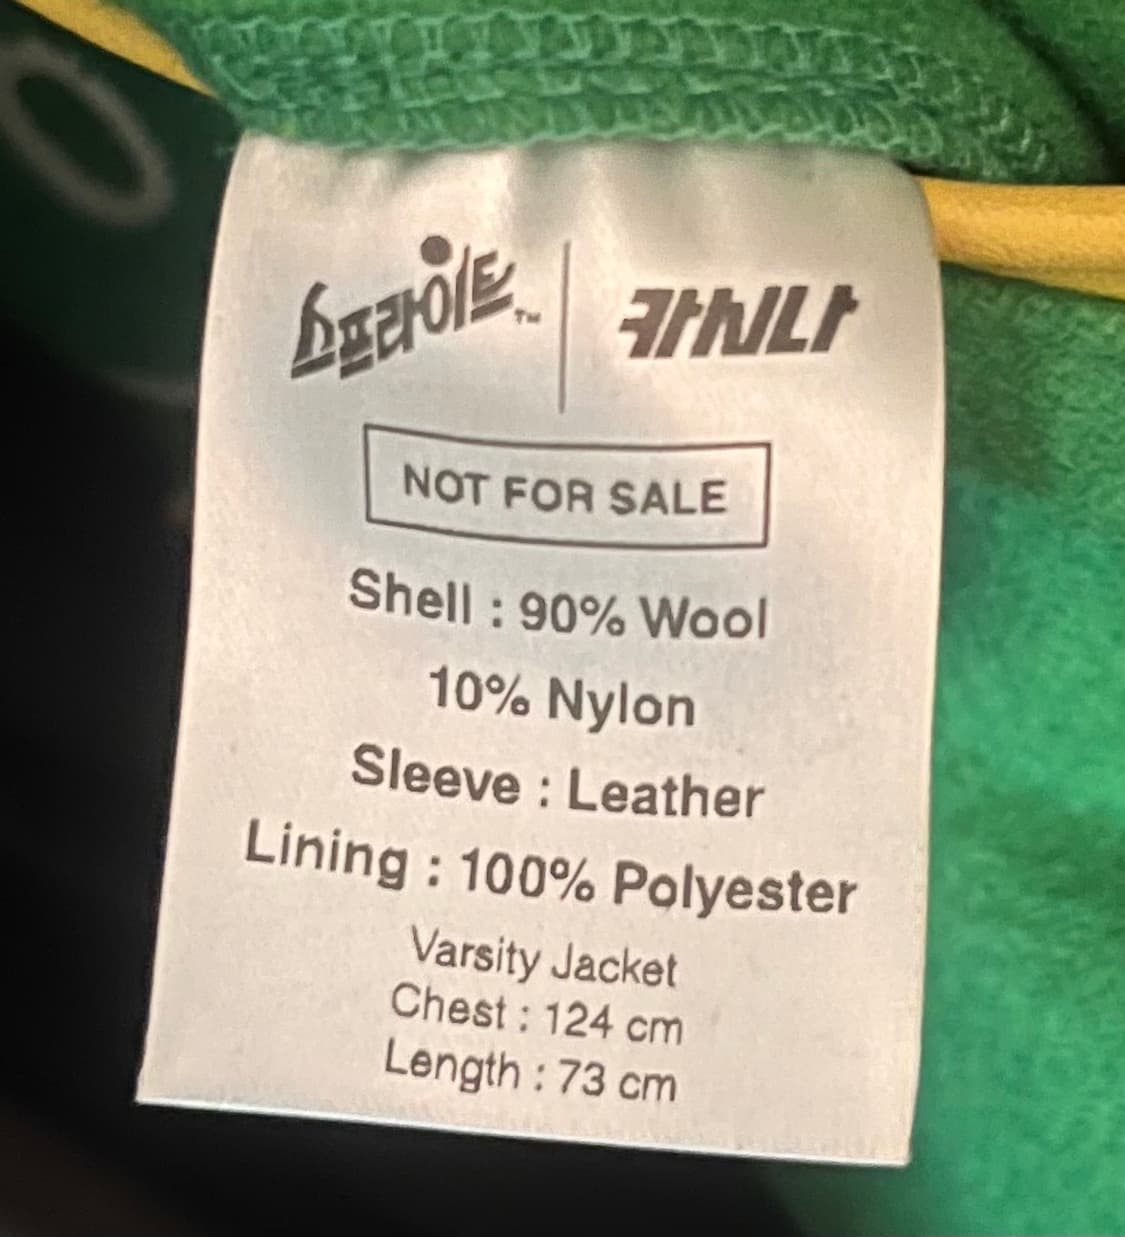 스프라이트™ | 카시나
NOT FOR SALE
Shell : 90% Wool
10% Nylon
Sleeve : Leather
Lining : 100% Polyester
Varsity Jacket
Chest : 124 cm
Length : 73 cm